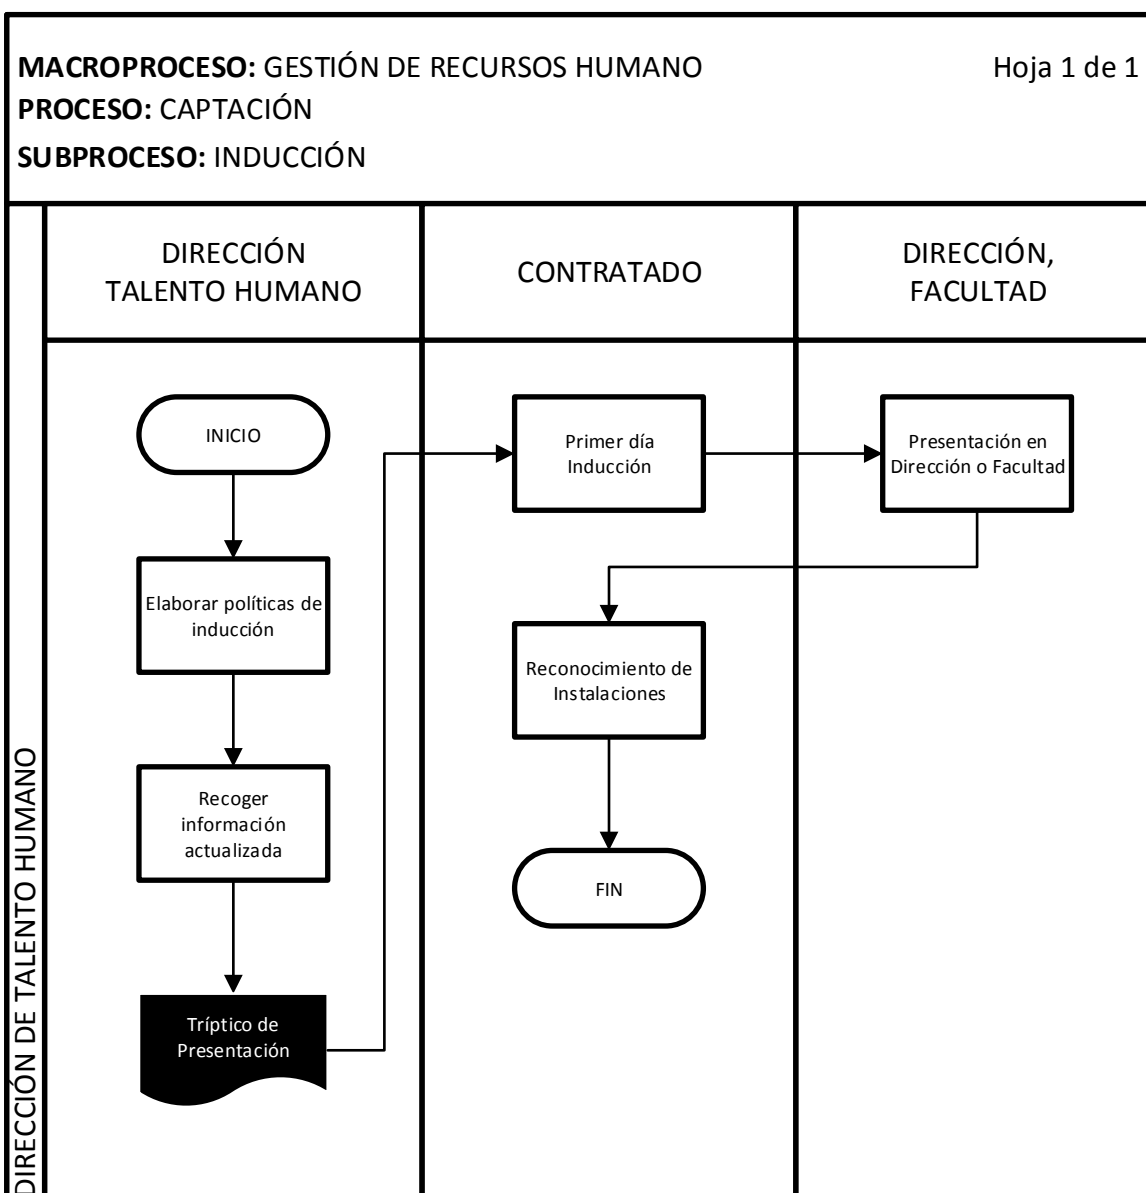 MACROPROCESO: GESTIÓN DE RECURSOS HUMANO
Hoja 1 de 1
PROCESO: CAPTACIÓN
SUBPROCESO: INDUCCIÓN
DIRECCIÓN DE TALENTO HUMANO
DIRECCIÓN
TALENTO HUMANO
CONTRATADO
DIRECCIÓN,
FACULTAD
INICIO
Elaborar políticas de
inducción
Recoger
información
actualizada
Tríptico de
Presentación
Primer día
Inducción
Presentación en
Dirección o Facultad
Reconocimiento de
Instalaciones
FIN